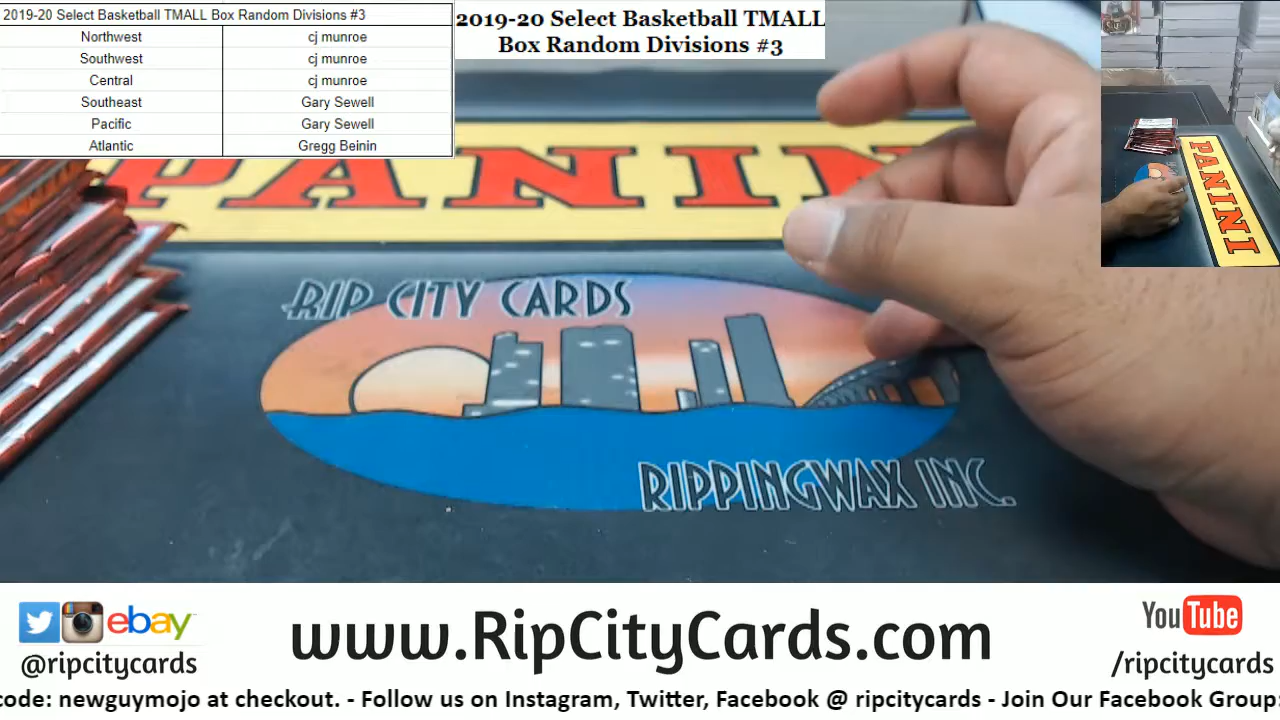 2019-20 Select Basketball TMALL Box Random Divisions #3
Northwest cj munroe
Southwest cj munroe
Central cj munroe
Southeast Gary Sewell
Pacific Gary Sewell
Atlantic Gregg Beinin
2019-20 Select Basketball TMALL
Box Random Divisions #3
PANINI
PANINI
RIP CITY CARDS
RIPPINGWAX INC.
ebay
@ripcitycards
www.RipCityCards.com
YouTube
/ripcitycards
code: newguymojo at checkout. - Follow us on Instagram, Twitter, Facebook @ ripcitycards - Join Our Facebook Group: